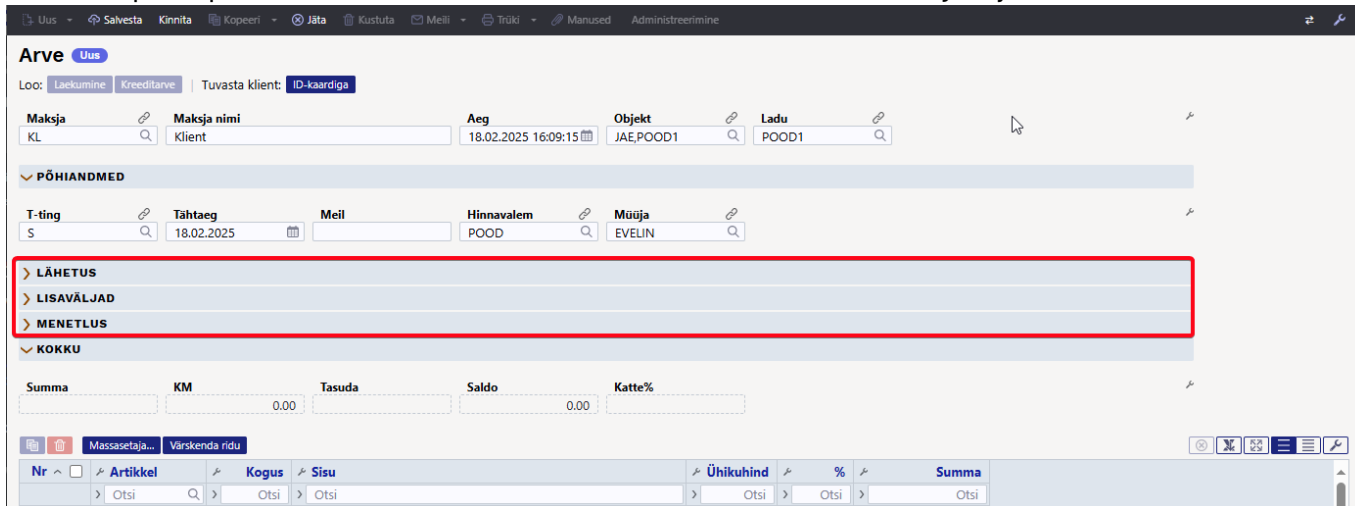 Uus Salvesta Kinnita Kopeeri Jäta Kustuta Meili Trüki Manused Administreerimine
Arve Uus
Loo: Laekumine Kreeditarve | Tuvasta klient: ID-kaardiga
Maksja Maksja nimi Aeg Objekt Ladu
KL Klient 18.02.2025 16:09:15 JAE,POOD1 POOD1
PÕHIANDMED
T-ting Tähtaeg Meil Hinnavalem Müüja
S 18.02.2025 POOD EVELIN
LÄHETUS
LISAVÄLJAD
MENETLUS
KOKKU
Summa KM Tasuda Saldo Katte%
0.00 0.00
Massasetaja... Värskenda ridu
Nr Artikkel Kogus Sisu Ühikuhind % Summa
Otsi Otsi Otsi Otsi Otsi Otsi